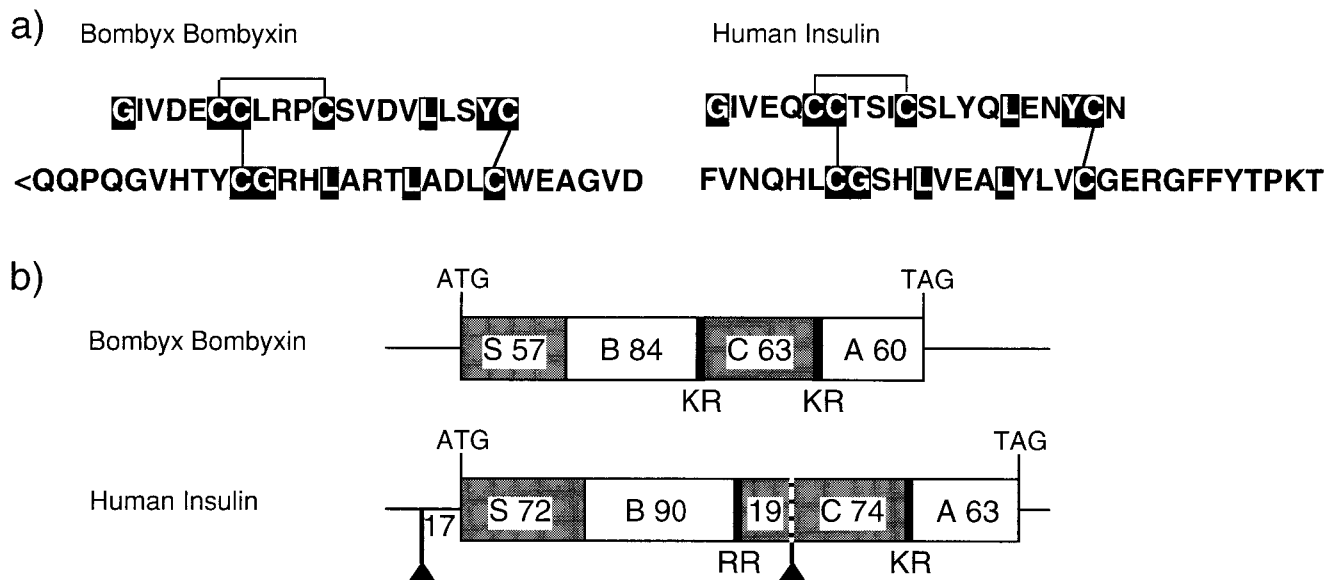 a) Bombyx Bombyxin Human Insulin
GIVDECCLRPCSVDVLLSYC GIVEQCCTSICSLYQLENYCN
<QQPQGVHTYCGRHLARTLADLCWEAGVD FVNQHLCGSHLVEALYLVCGERGFFYTPKT
b)
ATG TAG
Bombyx Bombyxin S 57 B 84 C 63 A 60
KR KR
ATG TAG
Human Insulin 17 S 72 B 90 19 C 74 A 63
RR KR